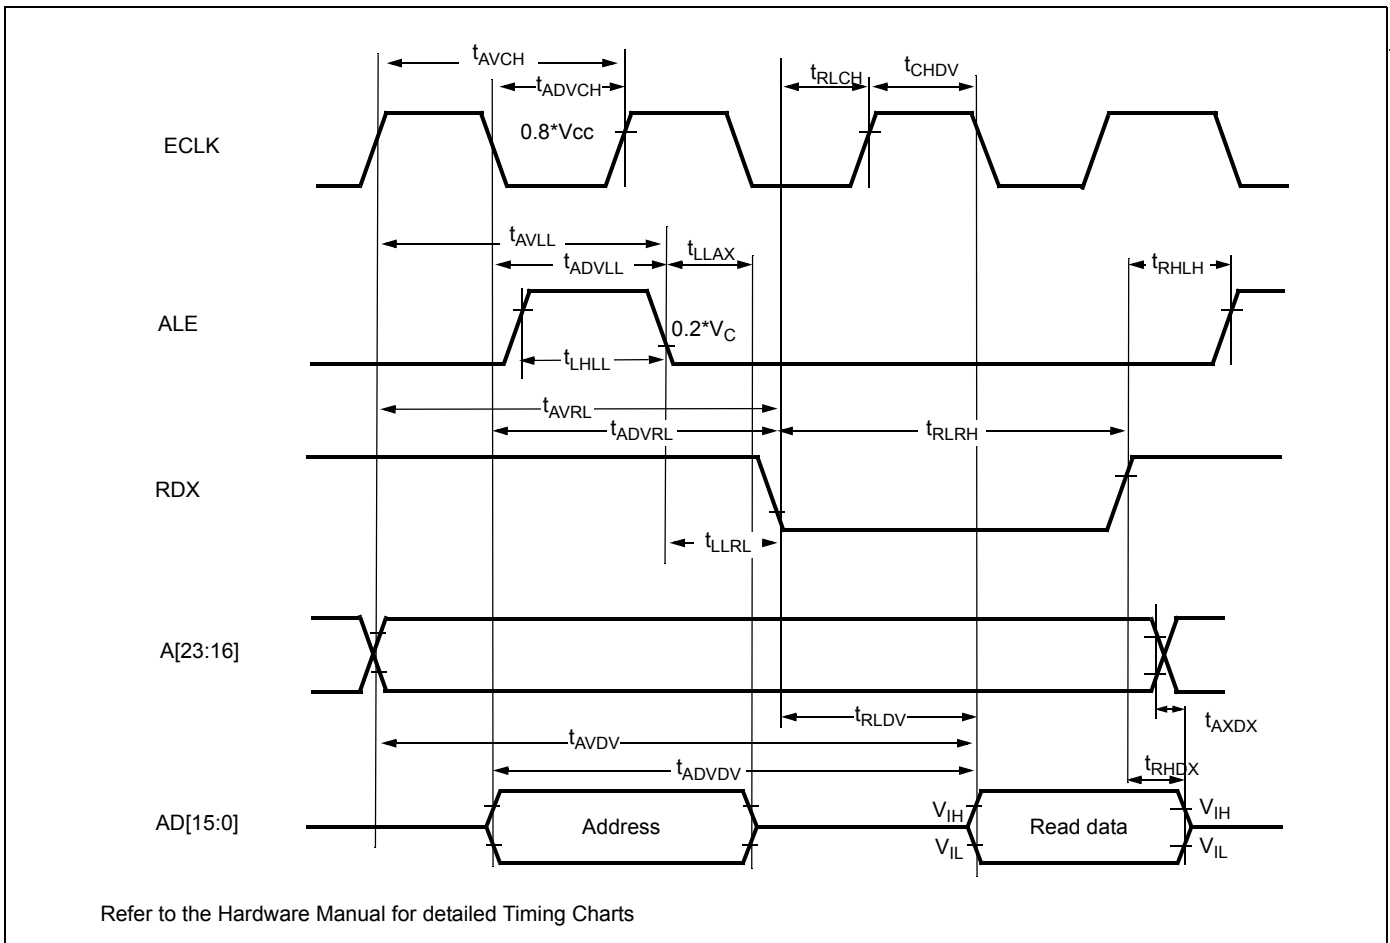 tAVCH
tRLCH
tCHDV
tADVCH
0.8*Vcc
ECLK
tAVLL
tLLAX
tADVLL
tRHLH
ALE
0.2*VC
tLHLL
tAVRL
tADVRL
tRLRH
RDX
tLLRL
A[23:16]
tRLDV
tAXDX
tAVDV
tADVDV
tRHDX
VIH
VIH
AD[15:0]
Address
Read data
VIL
VIL
Refer to the Hardware Manual for detailed Timing Charts